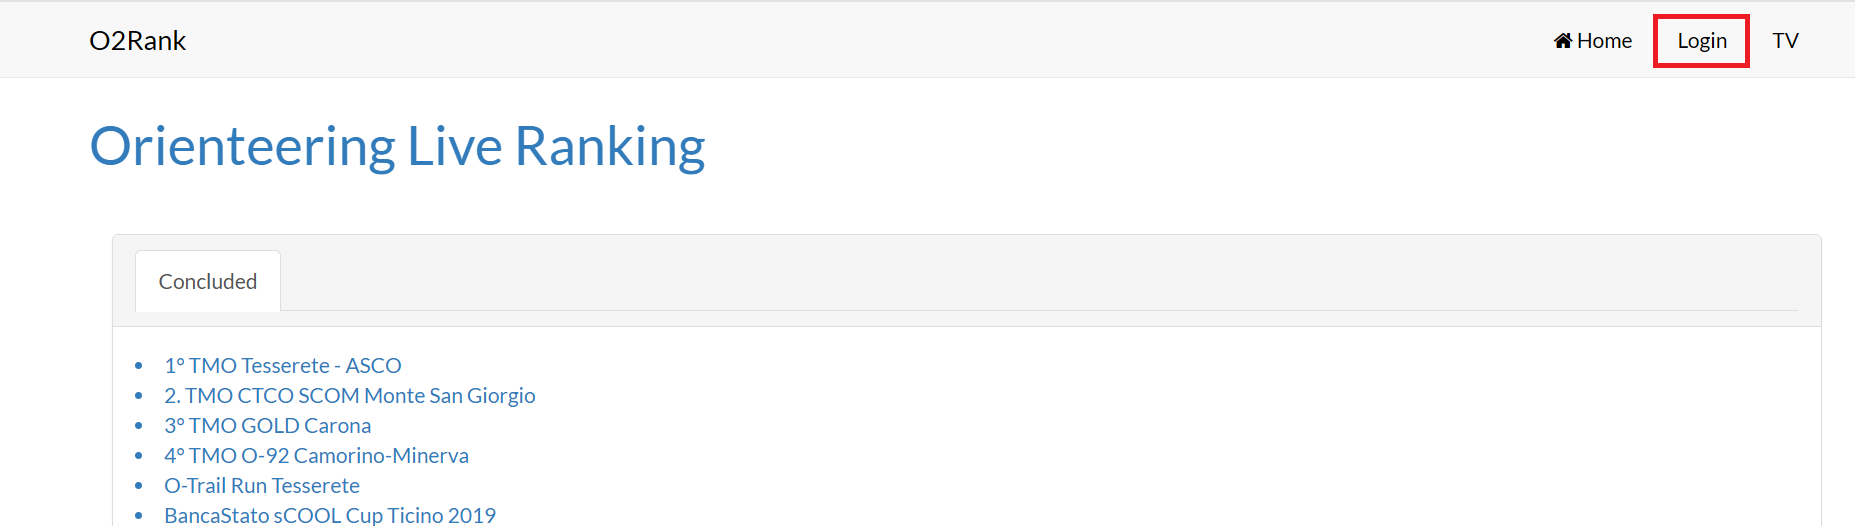 O2Rank
Home Login TV
Orienteering Live Ranking
Concluded
1° TMO Tesserete - ASCO
2. TMO CTCO SCOM Monte San Giorgio
3° TMO GOLD Carona
4° TMO O-92 Camorino-Minerva
O-Trail Run Tesserete
BancaStato sCOOL Cup Ticino 2019